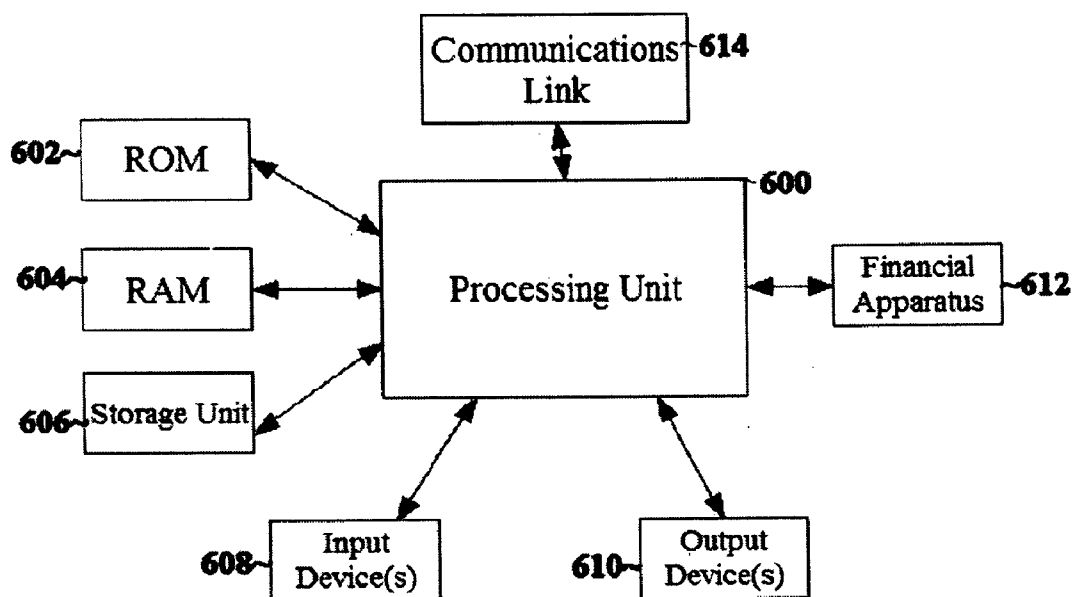 Communications
Link
614
602
ROM
600
604
RAM
Processing Unit
Financial
Apparatus
612
606
Storage Unit
608
Input
Device(s)
610
Output
Device(s)